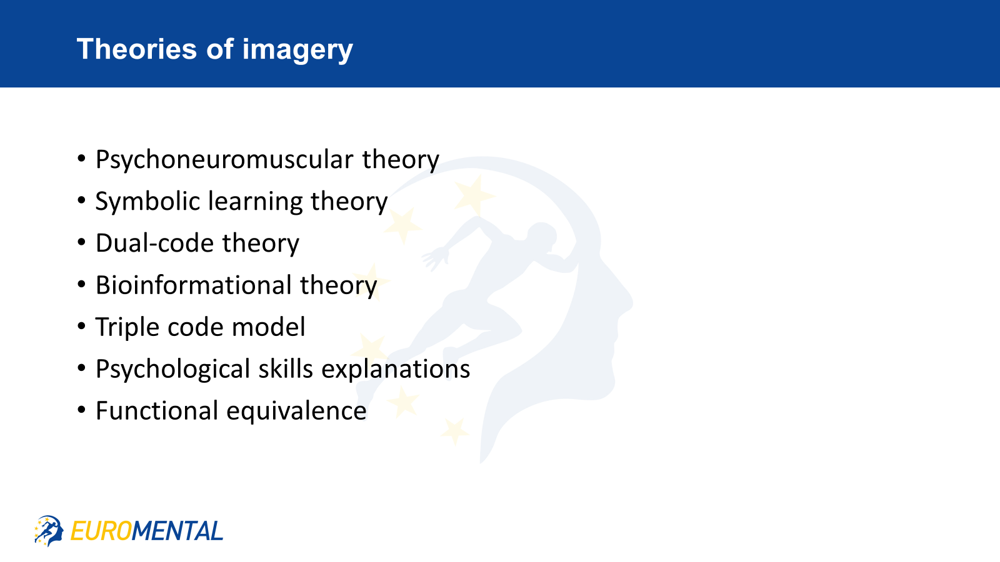 Theories of imagery
• Psychoneuromuscular theory
• Symbolic learning theory
• Dual-code theory
• Bioinformational theory
• Triple code model
• Psychological skills explanations
• Functional equivalence
EUROMENTAL